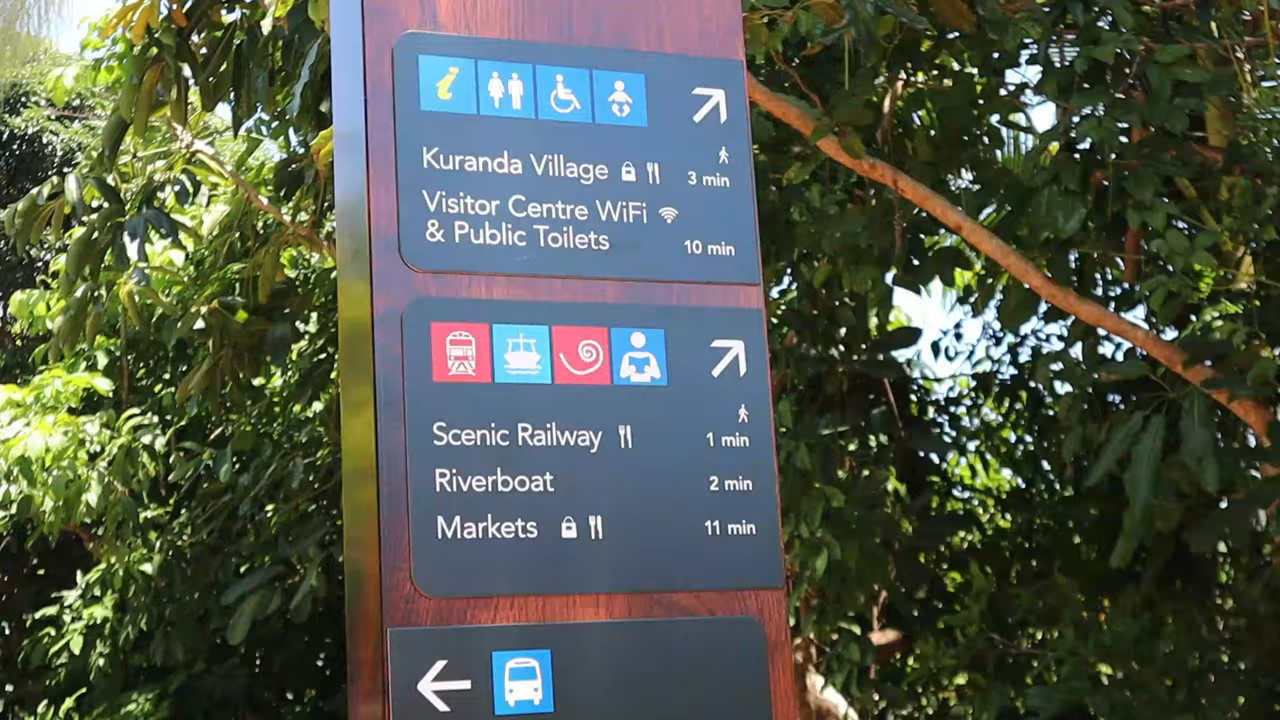 i
Kuranda Village 3 min
Visitor Centre WiFi
& Public Toilets 10 min
Scenic Railway 1 min
Riverboat 2 min
Markets 11 min